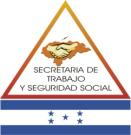 SECRETARIA DE
TRABAJO
Y SEGURIDAD SOCIAL